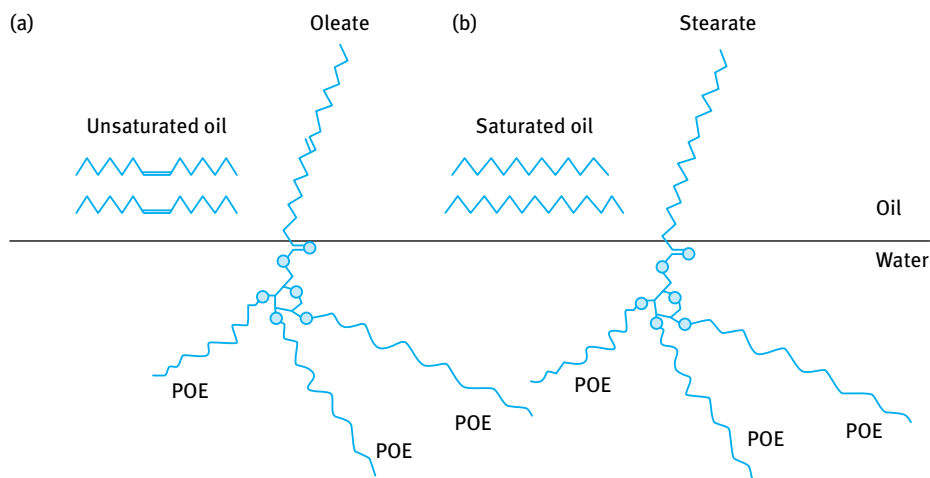 (a)
Oleate
(b)
Stearate
Unsaturated oil
Saturated oil
Oil
Water
POE
POE
POE
POE
POE
POE